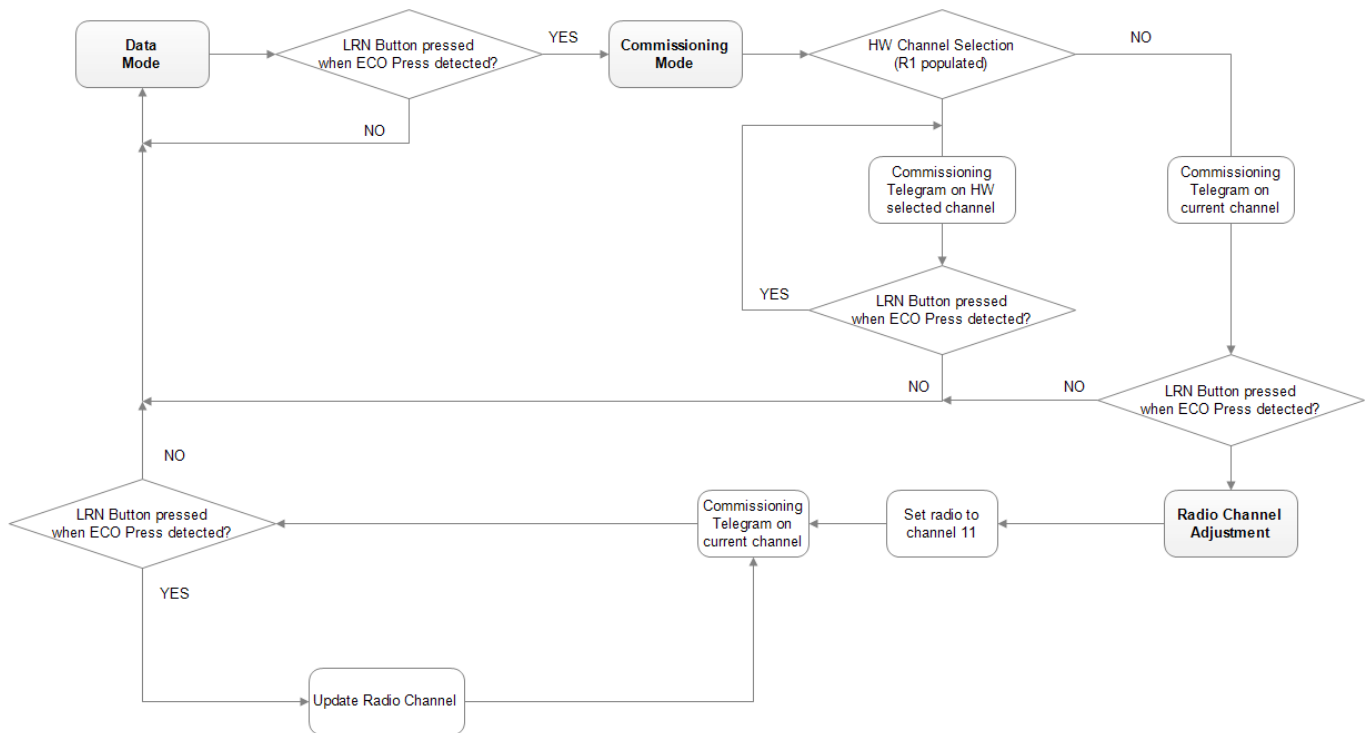 Data
Mode
LRN Button pressed
when ECO Press detected?
YES
Commissioning
Mode
HW Channel Selection
(R1 populated)
NO
NO
Commissioning
Telegram on HW
selected channel
Commissioning
Telegram on
current channel
YES
LRN Button pressed
when ECO Press detected?
NO
NO
LRN Button pressed
when ECO Press detected?
NO
LRN Button pressed
when ECO Press detected?
Commissioning
Telegram on
current channel
Set radio to
channel 11
Radio Channel
Adjustment
YES
Update Radio Channel